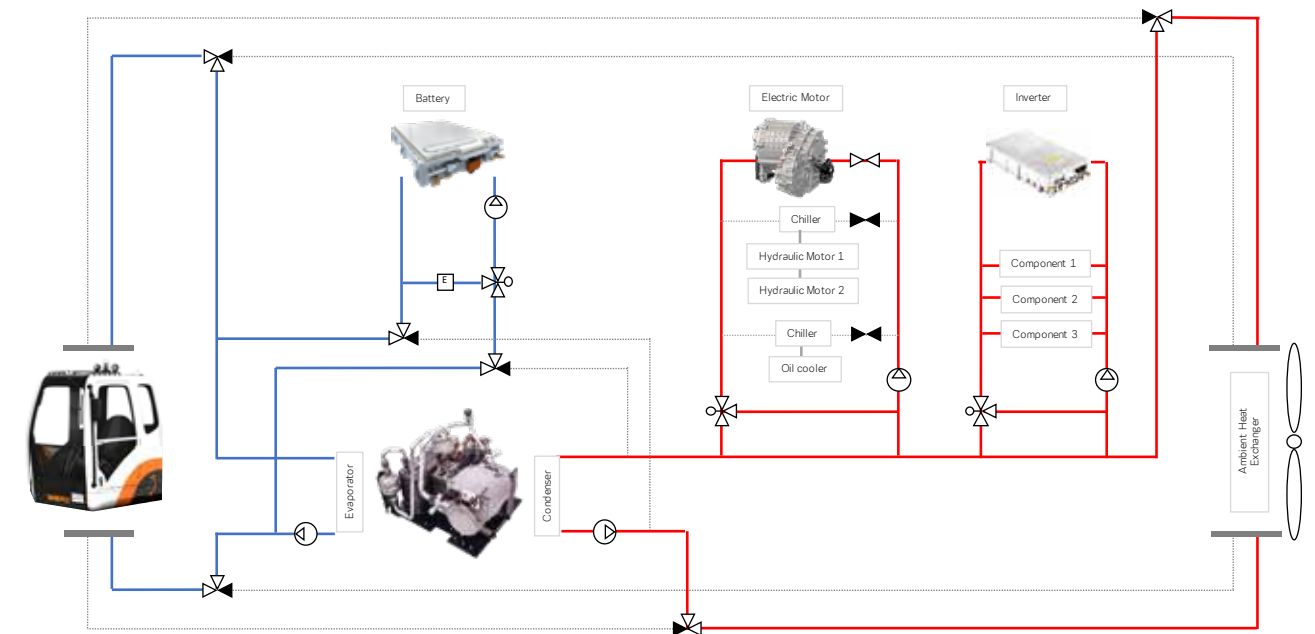 Battery
Electric Motor
Inverter
Chiller
Hydraulic Motor 1
Hydraulic Motor 2
Component 1
Component 2
Component 3
E
Chiller
Oil cooler
Evaporator
Condenser
Ambient Heat
Exchanger